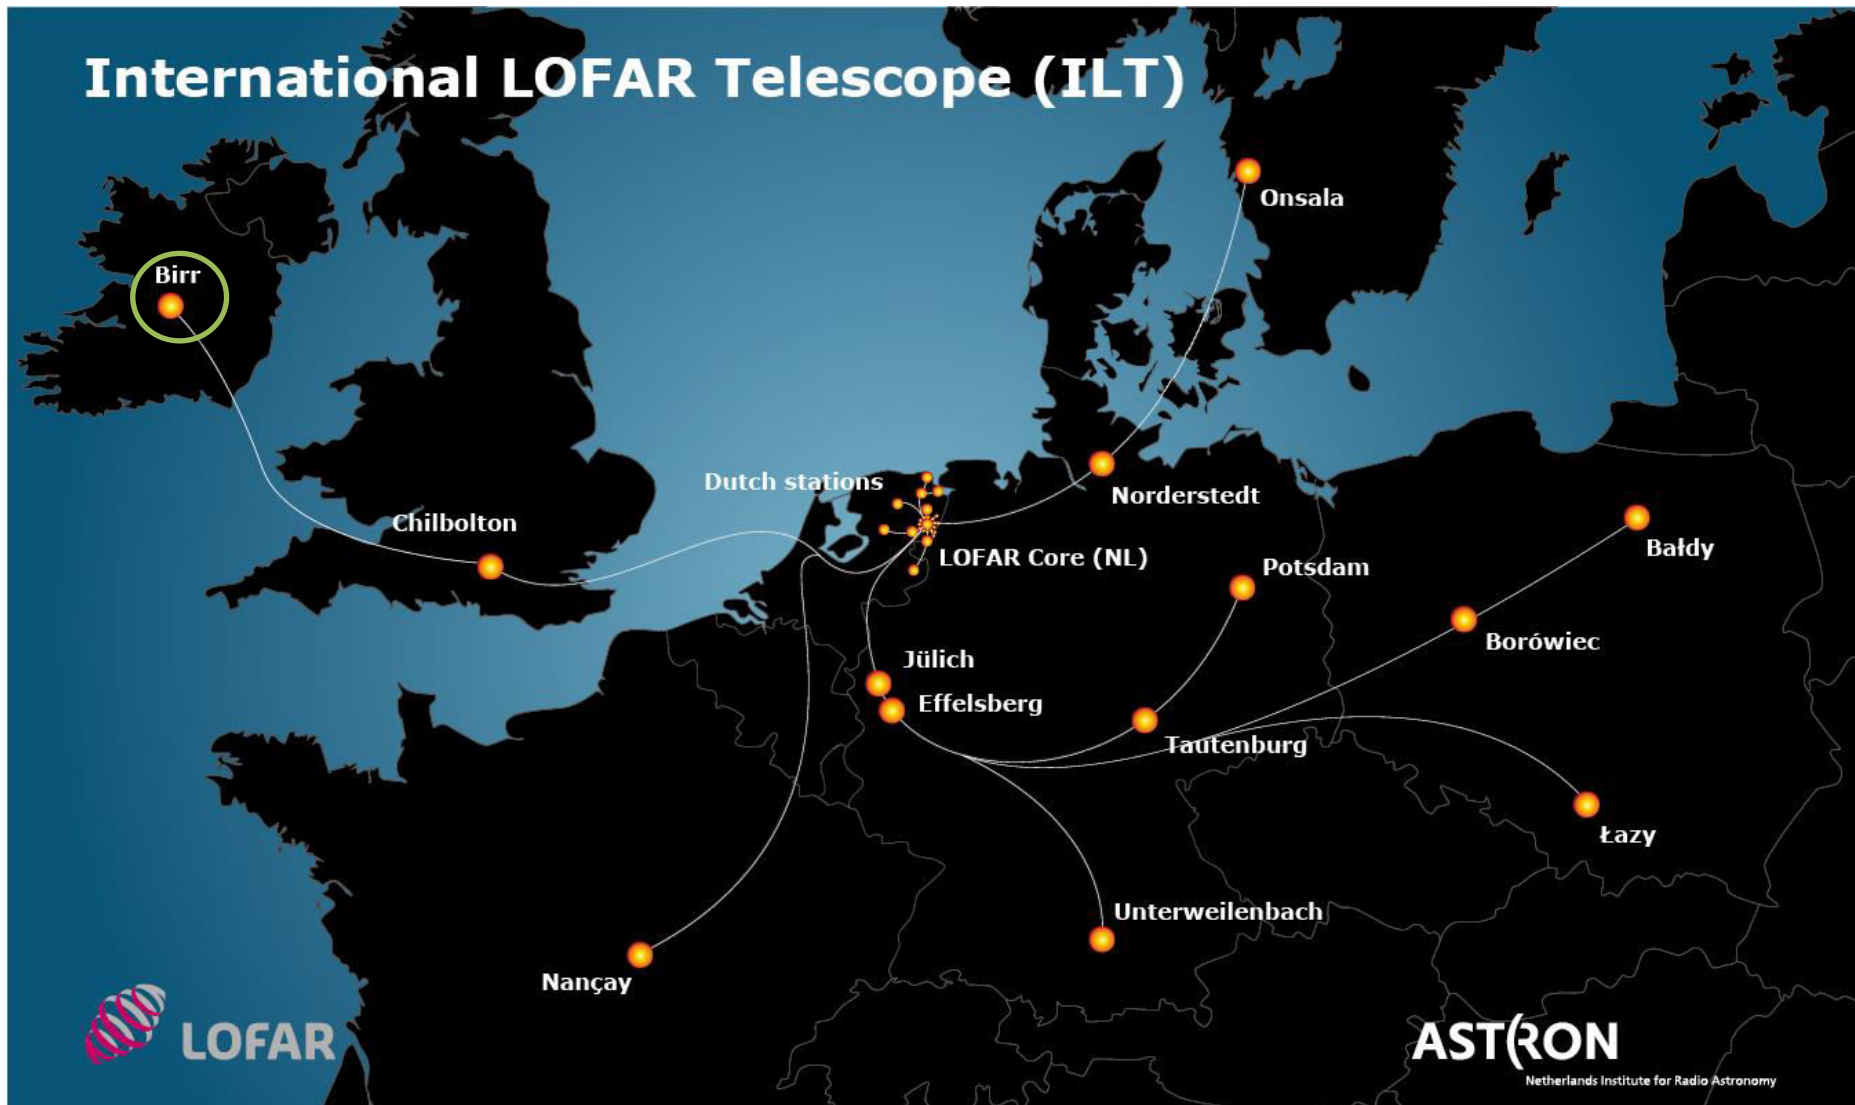 International LOFAR Telescope (ILT)
Onsala
Birr
Dutch stations
Norderstedt
Chilbolton
LOFAR Core (NL)
Bałdy
Potsdam
Borówiec
Jülich
Effelsberg
Tautenburg
Łazy
Unterweilenbach
Nançay
LOFAR
ASTRON
Netherlands Institute for Radio Astronomy